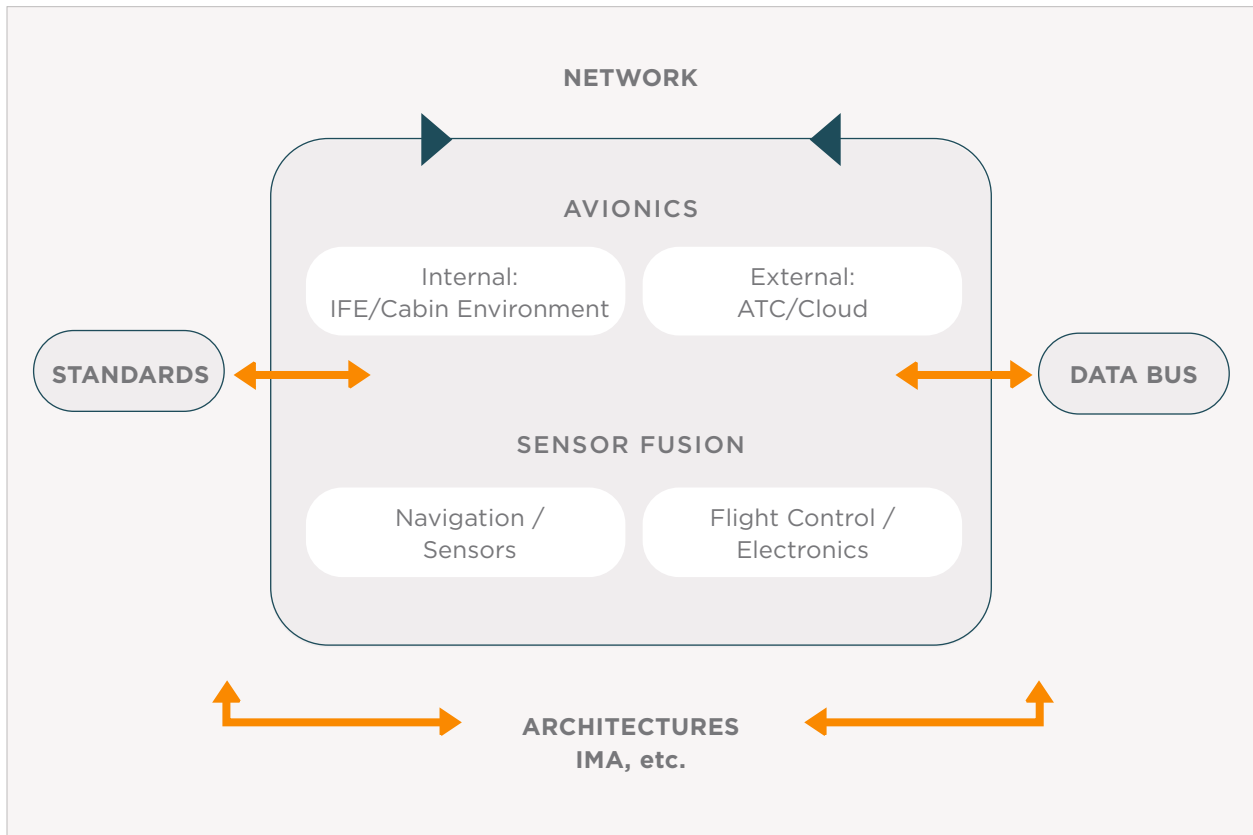 NETWORK
AVIONICS
Internal:
IFE/Cabin Environment
External:
ATC/Cloud
STANDARDS
DATA BUS
SENSOR FUSION
Navigation /
Sensors
Flight Control /
Electronics
ARCHITECTURES
IMA, etc.